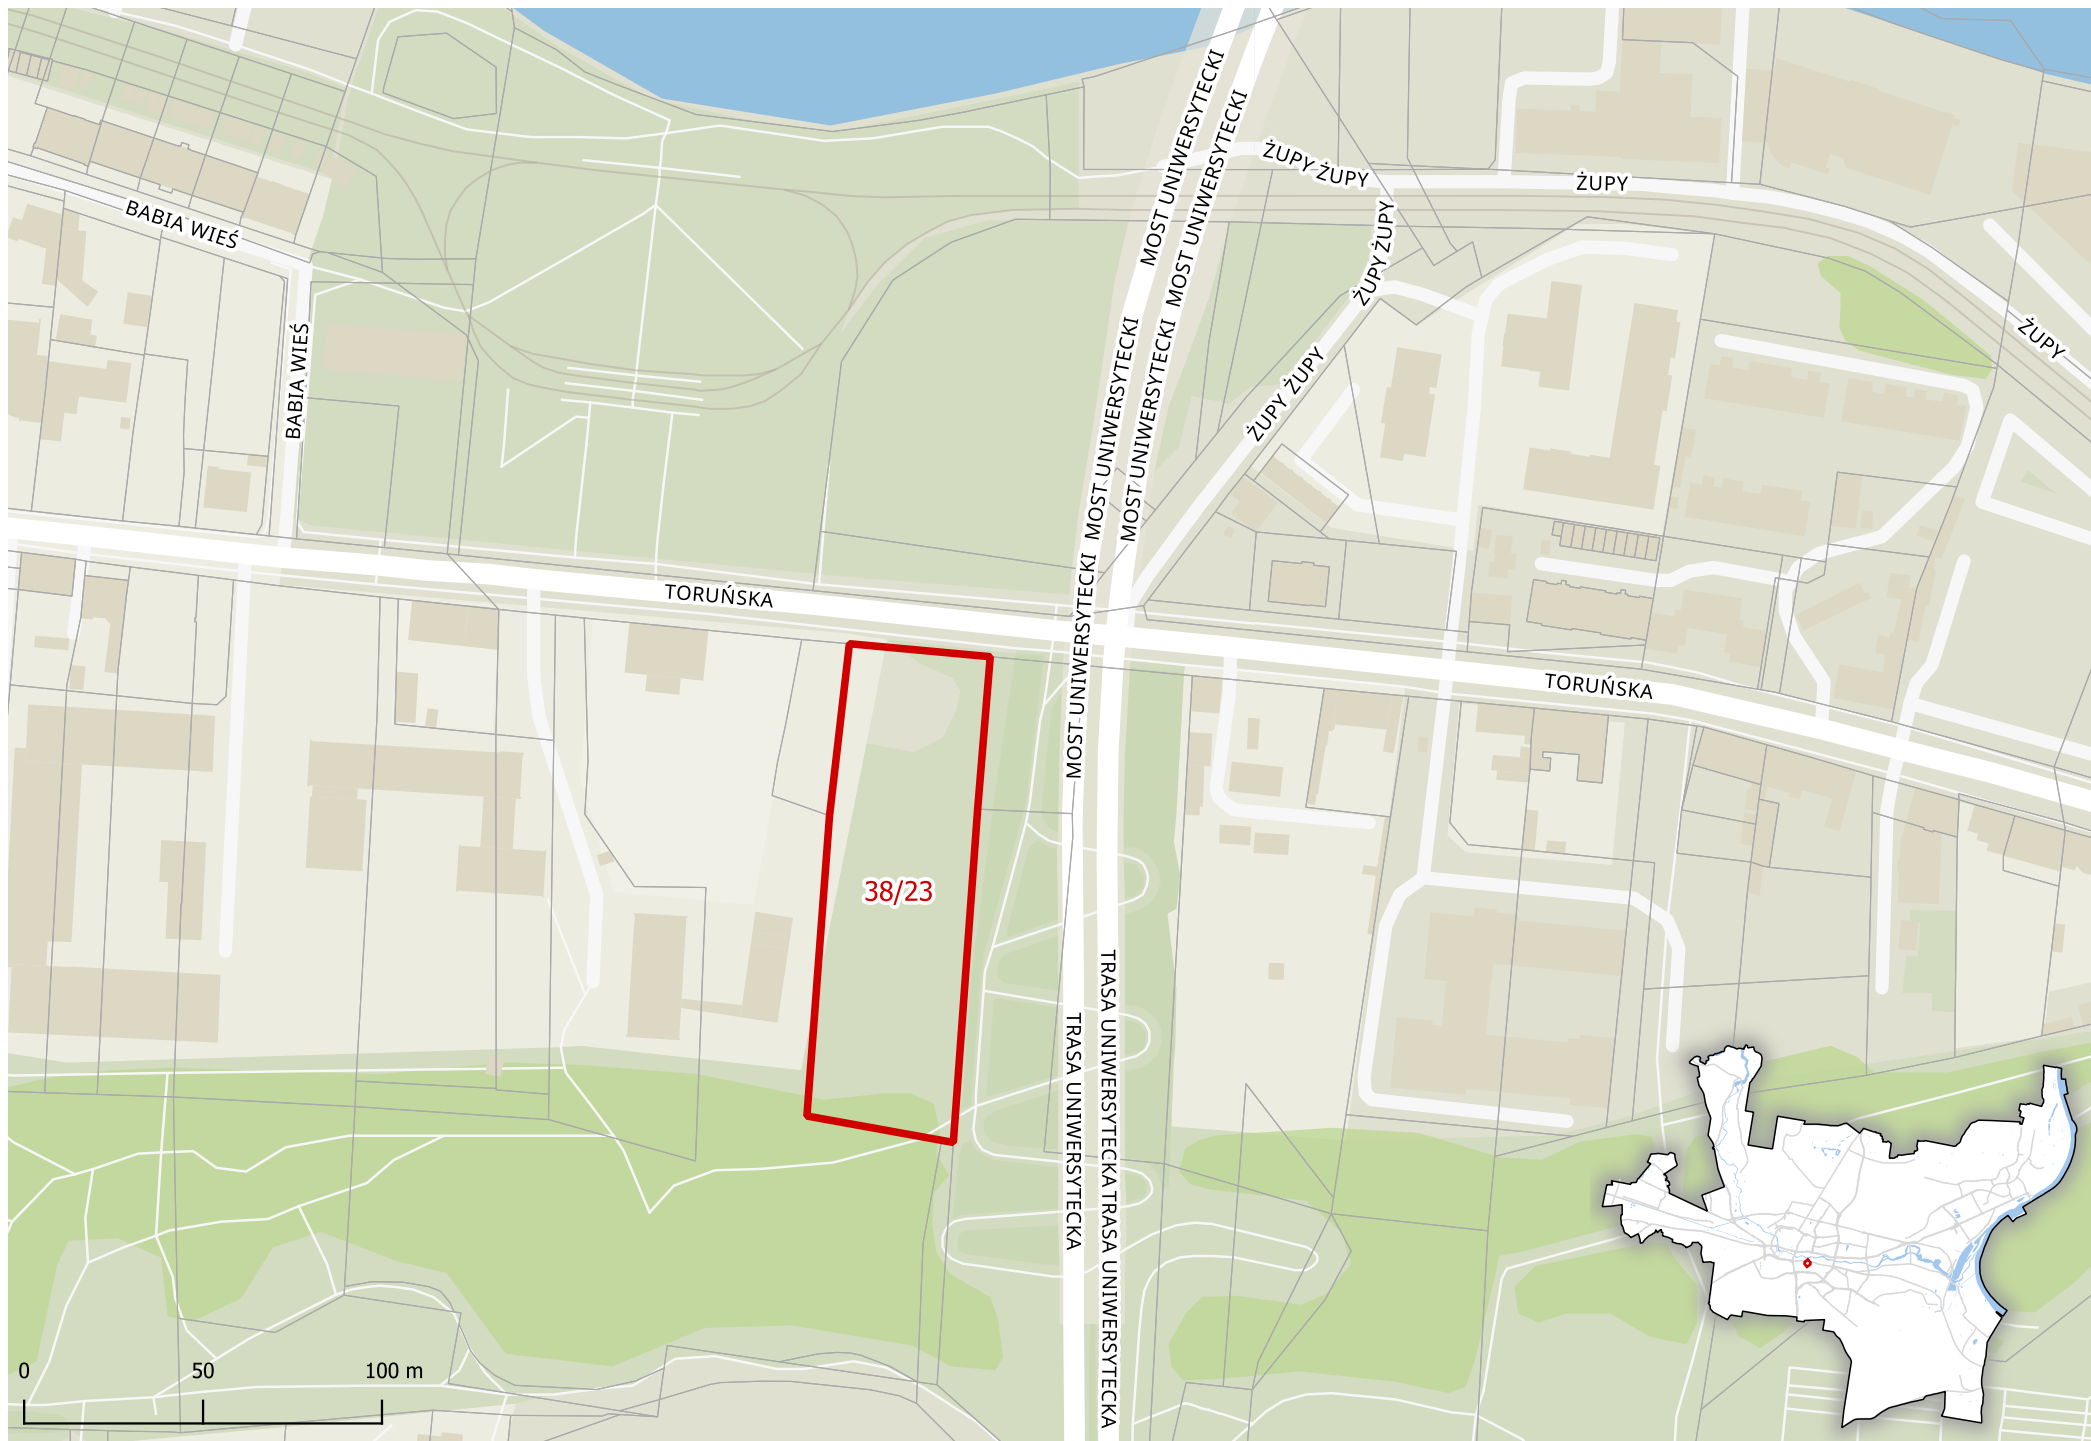 MOST UNIWERSYTECKI
MOST UNIWERSYTECKI
ŻUPY ŻUPY
ŻUPY
BABIA WIEŚ
ŻUPY ŻUPY
MOST UNIWERSYTECKI
MOST UNIWERSYTECKI
ŻUPY
BABIA WIEŚ
ŻUPY ŻUPY
TORUŃSKA
MOST UNIWERSYTECKI
TORUŃSKA
38/23
TRASA UNIWERSYTECKA
TRASA UNIWERSYTECKA
TRASA UNIWERSYTECKA
0 50 100 m